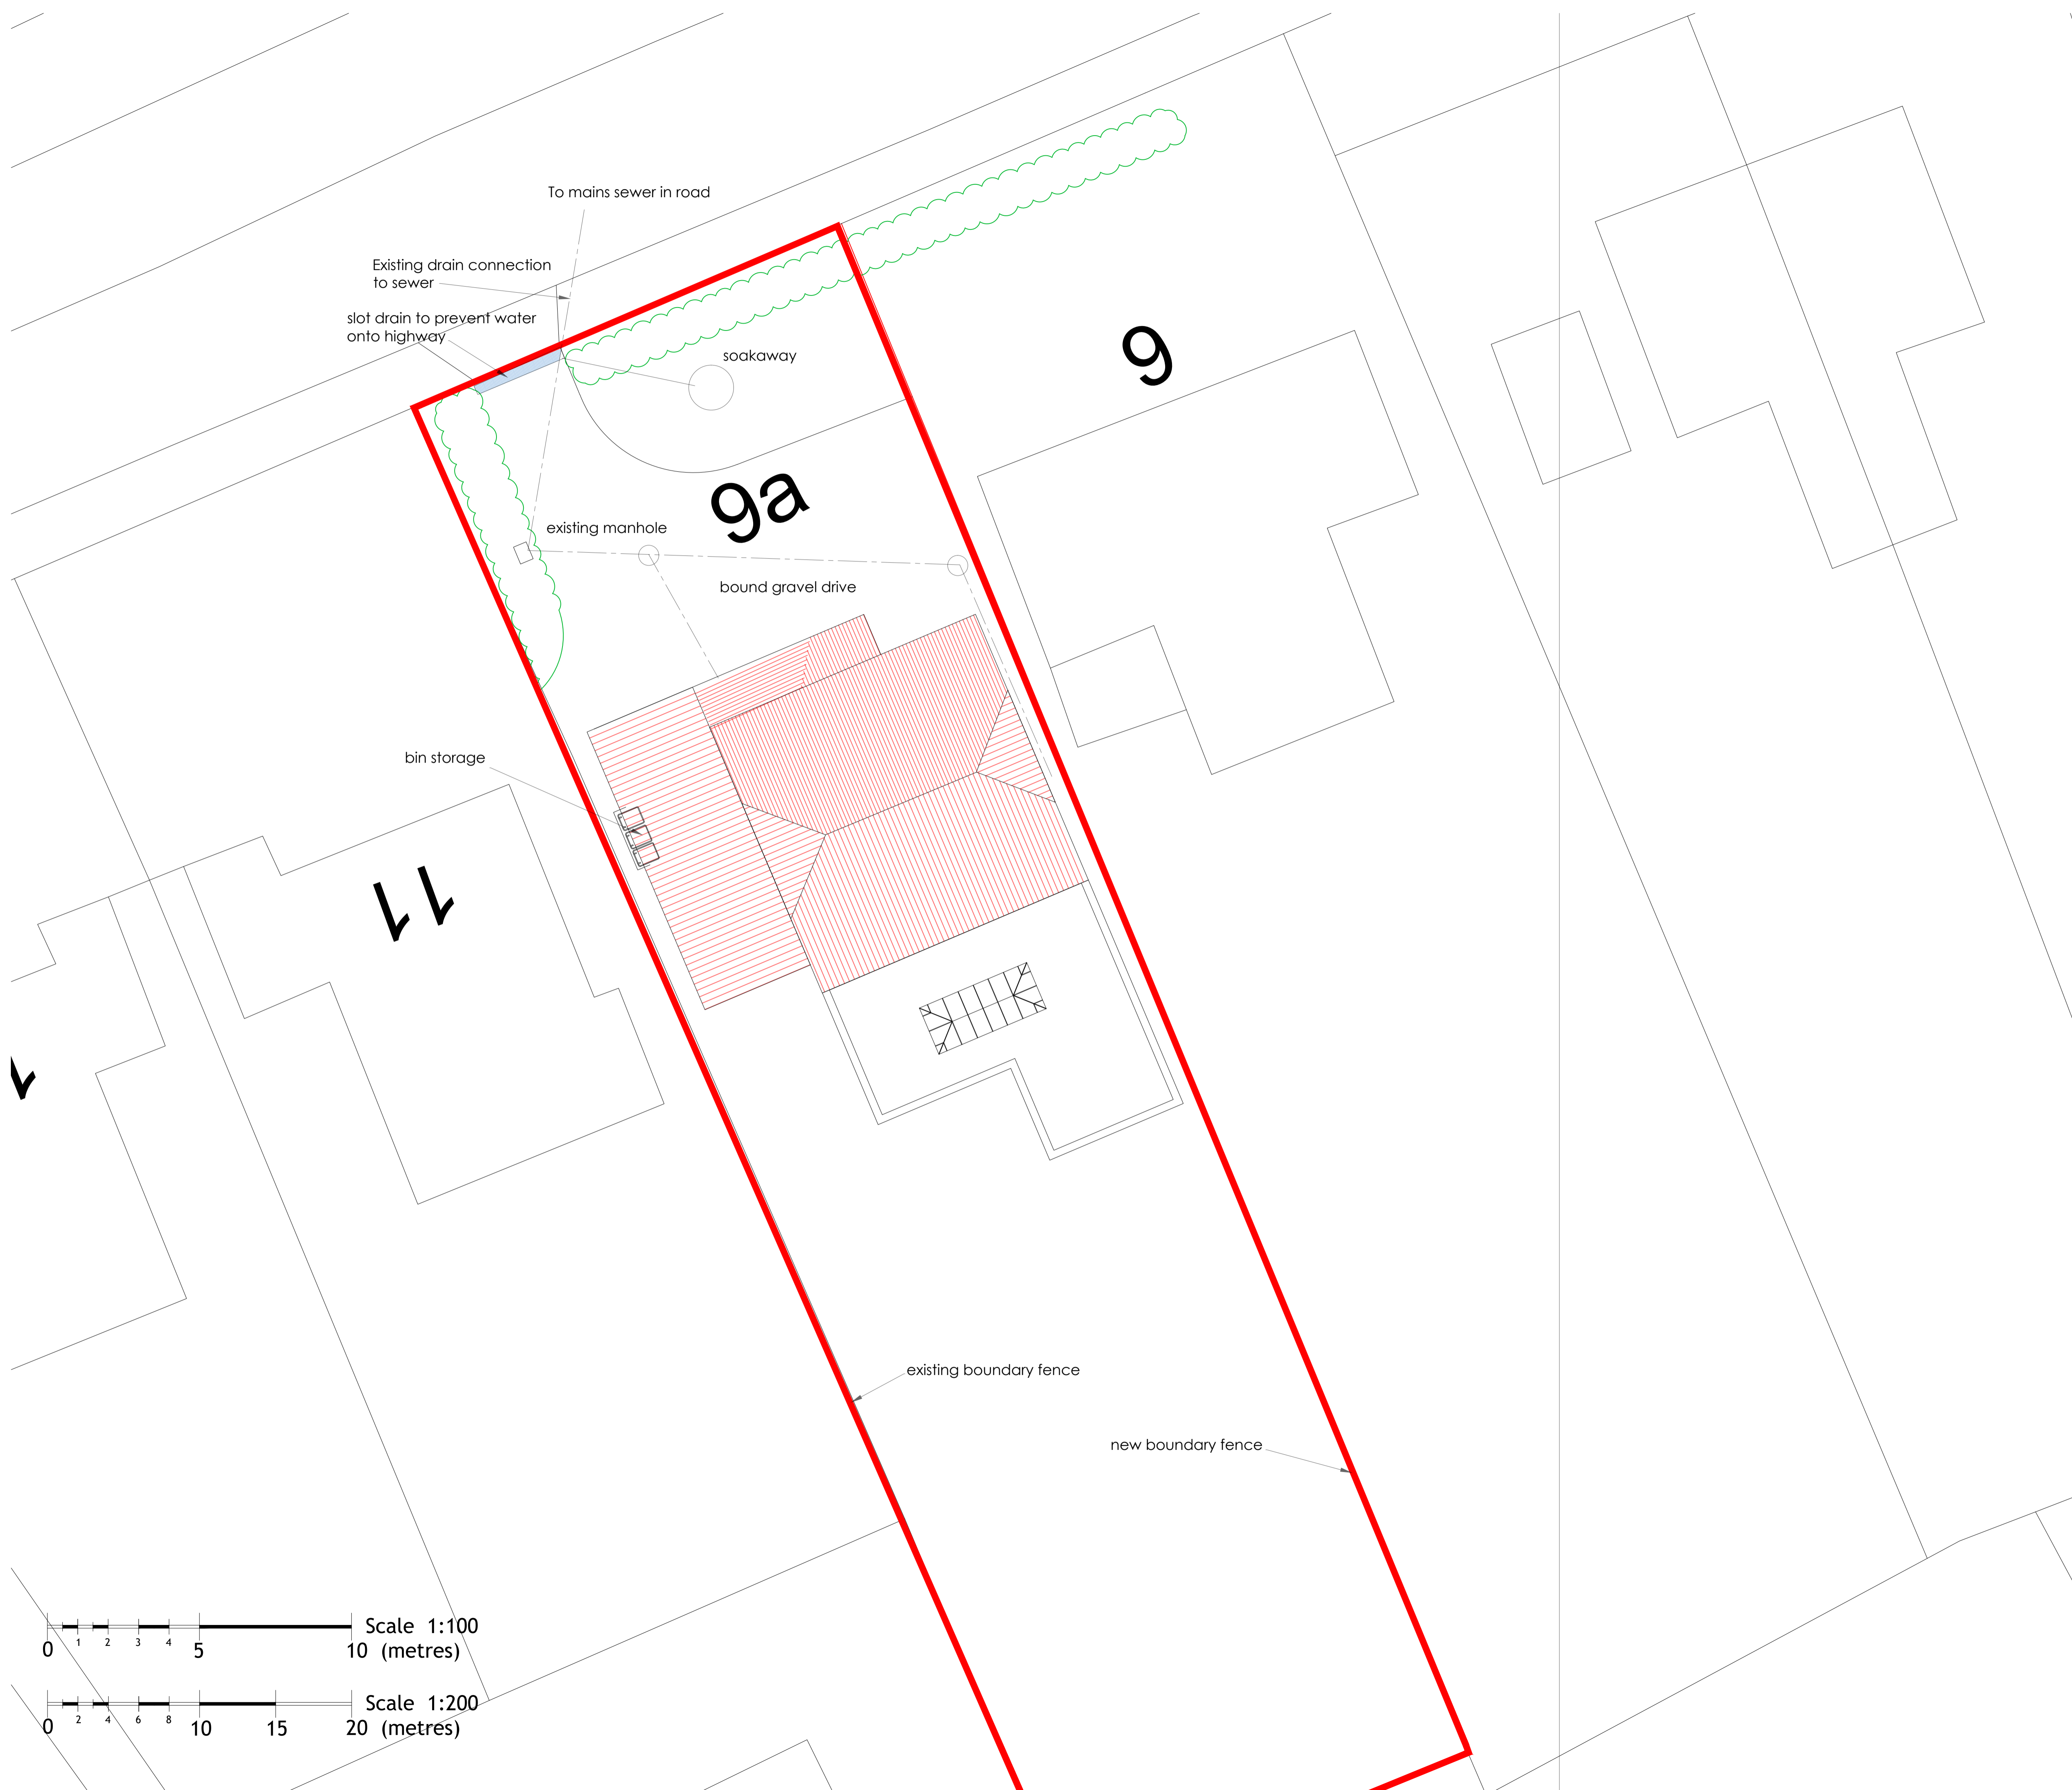 To mains sewer in road
Existing drain connection
to sewer
slot drain to prevent water
onto highway
soakaway
9
9a
existing manhole
bound gravel drive
bin storage
11
existing boundary fence
new boundary fence
0 1 2 3 4 5 10 (metres)
Scale 1:100
0 2 4 6 8 10 15 20 (metres)
Scale 1:200